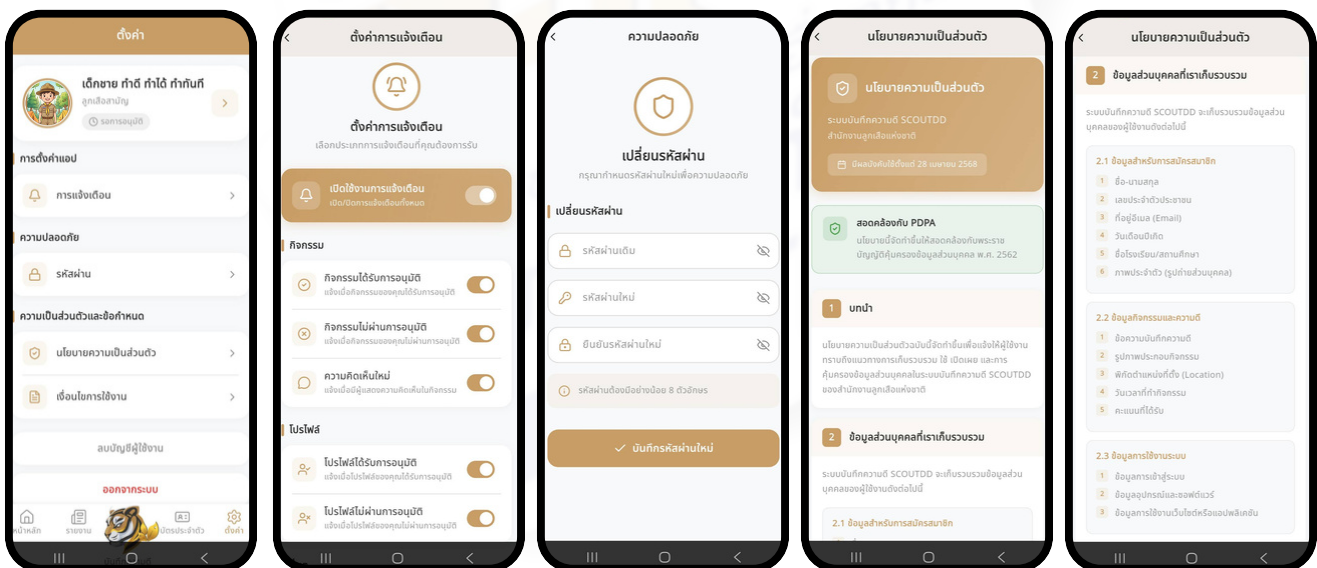 ตั้งค่า
เด็กชาย ทำดี ทำได้ ทำทันที
ลูกเสือสามัญ
รอการอนุมัติ
การตั้งค่าแอป
การแจ้งเตือน
ความปลอดภัย
รหัสผ่าน
ความเป็นส่วนตัวและข้อกำหนด
นโยบายความเป็นส่วนตัว
เงื่อนไขการใช้งาน
ลบบัญชีผู้ใช้งาน
ออกจากระบบ
หน้าหลัก
รายงาน
บัตรประจำตัว
ตั้งค่า
ตั้งค่าการแจ้งเตือน
ตั้งค่าการแจ้งเตือน
เลือกประเภทการแจ้งเตือนที่คุณต้องการรับ
เปิดใช้งานการแจ้งเตือน
เปิด/ปิดการแจ้งเตือนทั้งหมด
กิจกรรม
กิจกรรมได้รับการอนุมัติ
แจ้งเมื่อกิจกรรมของคุณได้รับการอนุมัติ
กิจกรรมไม่ผ่านการอนุมัติ
แจ้งเมื่อกิจกรรมของคุณไม่ผ่านการอนุมัติ
ความคิดเห็นใหม่
แจ้งเมื่อมีผู้แสดงความคิดเห็นในกิจกรรม
โปรไฟล์
โปรไฟล์ได้รับการอนุมัติ
แจ้งเมื่อโปรไฟล์ของคุณได้รับการอนุมัติ
โปรไฟล์ไม่ผ่านการอนุมัติ
แจ้งเมื่อโปรไฟล์ของคุณไม่ผ่านการอนุมัติ
ความปลอดภัย
เปลี่ยนรหัสผ่าน
กรุณากำหนดรหัสผ่านใหม่เพื่อความปลอดภัย
เปลี่ยนรหัสผ่าน
รหัสผ่านเดิม
รหัสผ่านใหม่
ยืนยันรหัสผ่านใหม่
รหัสผ่านต้องมีอย่างน้อย 8 ตัวอักษร
บันทึกรหัสผ่านใหม่
นโยบายความเป็นส่วนตัว
นโยบายความเป็นส่วนตัว
ระบบบันทึกความดี SCOUTDD
สำนักงานลูกเสือแห่งชาติ
มีผลบังคับใช้ตั้งแต่ 28 เมษายน 2568
สอดคล้องกับ PDPA
นโยบายนี้จัดทำขึ้นให้สอดคล้องกับพระราช
บัญญัติคุ้มครองข้อมูลส่วนบุคคล พ.ศ. 2562
1 บทนำ
นโยบายความเป็นส่วนตัวฉบับนี้จัดทำขึ้นเพื่อแจ้งให้ผู้ใช้งาน
ทราบถึงแนวทางการเก็บรวบรวม ใช้ เปิดเผย และการ
คุ้มครองข้อมูลส่วนบุคคลในระบบบันทึกความดี SCOUTDD
ของสำนักงานลูกเสือแห่งชาติ
2 ข้อมูลส่วนบุคคลที่เราเก็บรวบรวม
ระบบบันทึกความดี SCOUTDD จะเก็บรวบรวมข้อมูลส่วน
บุคคลของผู้ใช้งานดังต่อไปนี้
2.1 ข้อมูลสำหรับการสมัครสมาชิก
นโยบายความเป็นส่วนตัว
2 ข้อมูลส่วนบุคคลที่เราเก็บรวบรวม
ระบบบันทึกความดี SCOUTDD จะเก็บรวบรวมข้อมูลส่วน
บุคคลของผู้ใช้งานดังต่อไปนี้
2.1 ข้อมูลสำหรับการสมัครสมาชิก
1 ชื่อ-นามสกุล
2 เลขประจำตัวประชาชน
3 ที่อยู่อีเมล (Email)
4 วันเดือนปีเกิด
5 ชื่อโรงเรียน/สถานศึกษา
6 ภาพประจำตัว (รูปถ่ายส่วนบุคคล)
2.2 ข้อมูลกิจกรรมและความดี
1 ข้อความบันทึกความดี
2 รูปภาพประกอบกิจกรรม
3 พิกัดตำแหน่งที่ตั้ง (Location)
4 วันเวลาที่ทำกิจกรรม
5 คะแนนที่ได้รับ
2.3 ข้อมูลการใช้งานระบบ
1 ข้อมูลการเข้าสู่ระบบ
2 ข้อมูลอุปกรณ์และซอฟต์แวร์
3 ข้อมูลการใช้งานเว็บไซต์หรือแอปพลิเคชัน